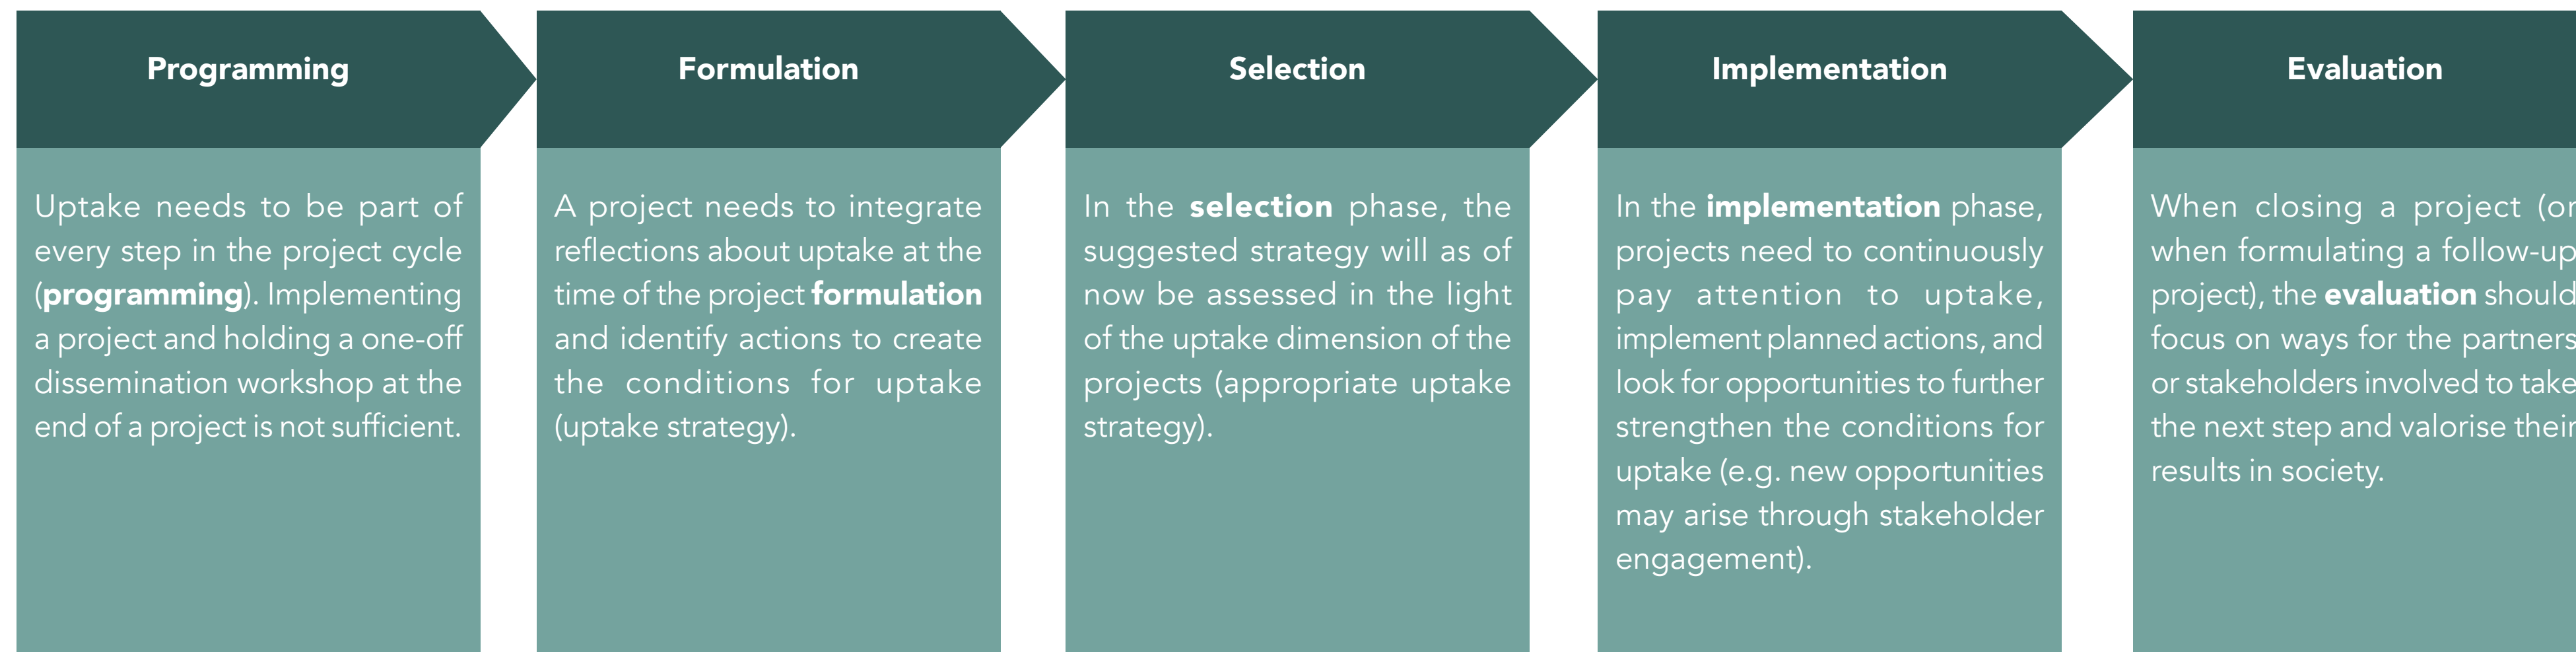 Programming
Uptake needs to be part of
every step in the project cycle
(programming). Implementing
a project and holding a one-off
dissemination workshop at the
end of a project is not sufficient.
Formulation
A project needs to integrate
reflections about uptake at the
time of the project formulation
and identify actions to create
the conditions for uptake
(uptake strategy).
Selection
In the selection phase, the
suggested strategy will as of
now be assessed in the light
of the uptake dimension of the
projects (appropriate uptake
strategy).
Implementation
In the implementation phase,
projects need to continuously
pay attention to uptake,
implement planned actions, and
look for opportunities to further
strengthen the conditions for
uptake (e.g. new opportunities
may arise through stakeholder
engagement).
Evaluation
When closing a project (or
when formulating a follow-up
project), the evaluation should
focus on ways for the partners
or stakeholders involved to take
the next step and valorise their
results in society.